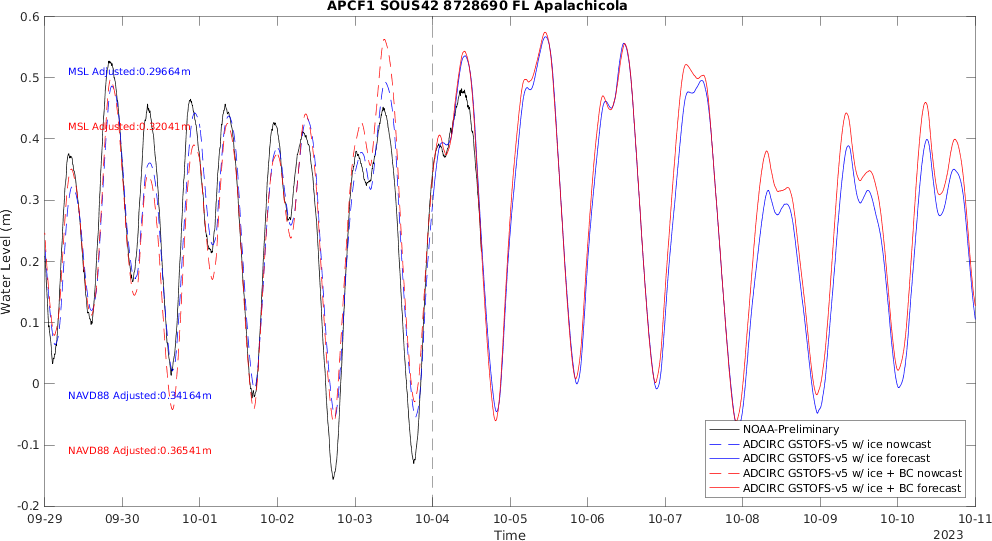 APCF1 SOUS42 8728690 FL Apalachicola
0.6
0.5
0.4
0.3
0.2
0.1
0
-0.1
-0.2
Water Level (m)
MSL Adjusted:0.29664m
MSL Adjusted:0.32041m
NAVD88 Adjusted:0.34164m
NAVD88 Adjusted:0.36541m
NOAA-Preliminary
ADCIRC GSTOFS-v5 w/ ice nowcast
ADCIRC GSTOFS-v5 w/ ice forecast
ADCIRC GSTOFS-v5 w/ ice + BC nowcast
ADCIRC GSTOFS-v5 w/ ice + BC forecast
09-29 09-30 10-01 10-02 10-03 10-04 10-05 10-06 10-07 10-08 10-09 10-10 10-11
Time
2023